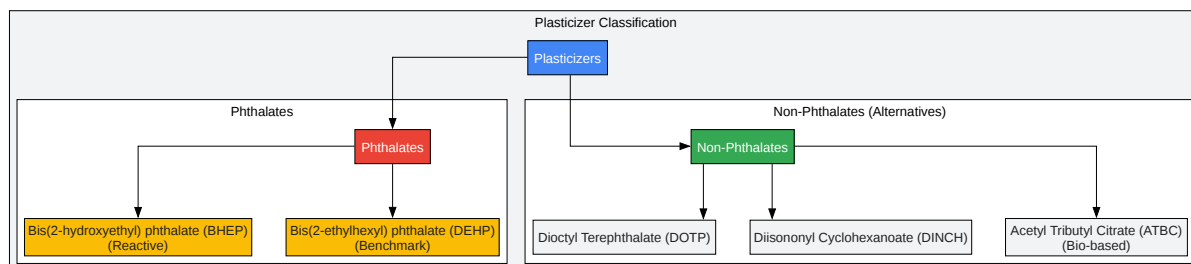 Plasticizer Classification
Plasticizers
Phthalates
Non-Phthalates (Alternatives)
Phthalates
Non-Phthalates
Bis(2-hydroxyethyl) phthalate (BHEP)
(Reactive)
Bis(2-ethylhexyl) phthalate (DEHP)
(Benchmark)
Dioctyl Terephthalate (DOTP)
Diisononyl Cyclohexanoate (DINCH)
Acetyl Tributyl Citrate (ATBC)
(Bio-based)